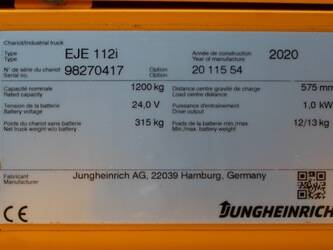 Chariot/Industrial truck
Type
Type
EJE 112i
Année de construction
Year of manufacture
2020
N° de série du chariot
Serial no.
98270417
Option
Option
20 115 54
Capacité nominale
Rated capacity
1200 kg
Distance centre gravité de charge
Load centre distance
575 mm
Tension de la batterie
Battery voltage
24,0 V
Puissance d'entraînement
Drive output
1,0 kW
Poids du chariot sans batterie
Net truck weight w/o battery
315 kg
Poids de la batterie min./max.
Min./max. battery weight
12/13 kg
Fabricant
Manufacturer
Jungheinrich AG, 22039 Hamburg, Germany
CE
JUNGHEINRICH